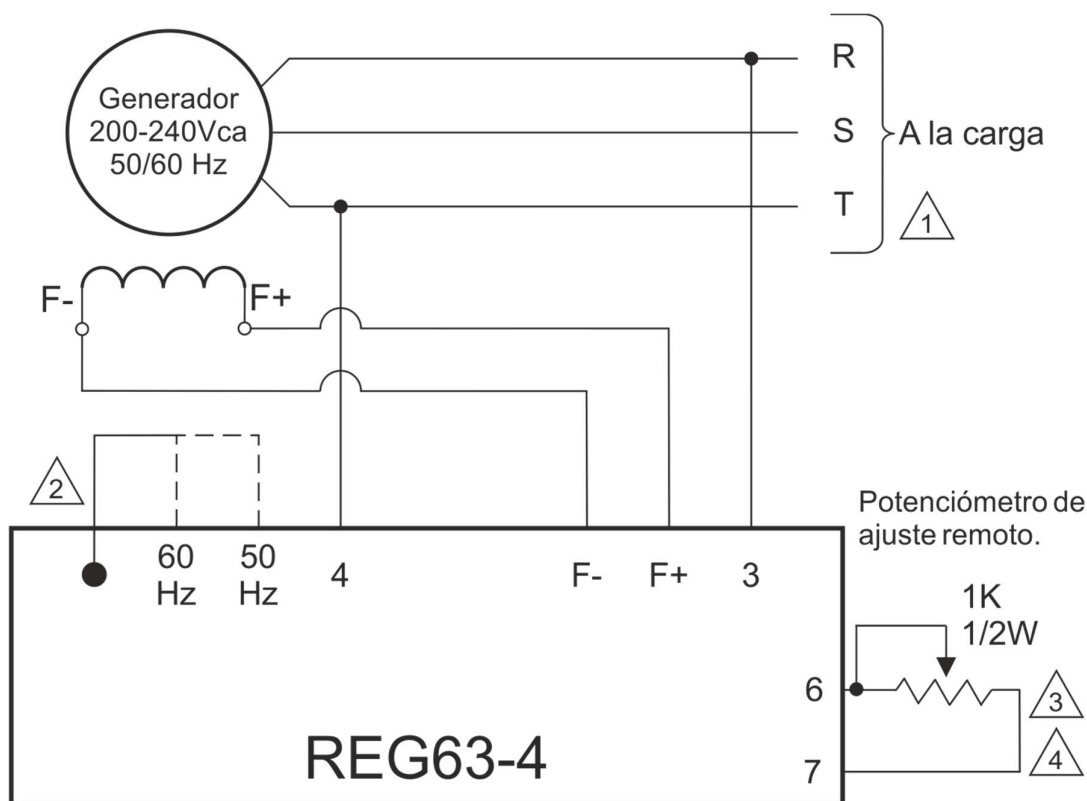 Generador
200-240Vca
50/60 Hz
R
S
T
A la carga
1
F-
F+
2
60
Hz
50
Hz
4
F-
F+
3
Potenciómetro de
ajuste remoto.
1K
1/2W
6
3
7
4
REG63-4